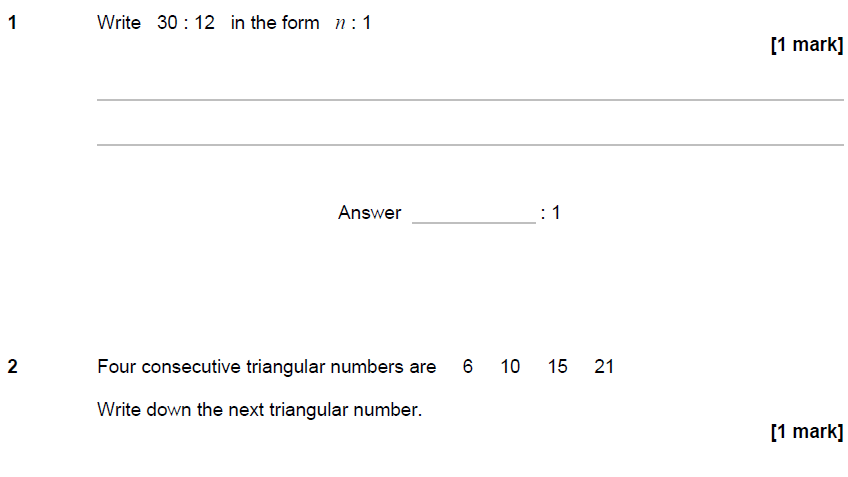 1 Write 30 : 12 in the form n : 1
[1 mark]
Answer : 1
2 Four consecutive triangular numbers are 6 10 15 21
Write down the next triangular number.
[1 mark]